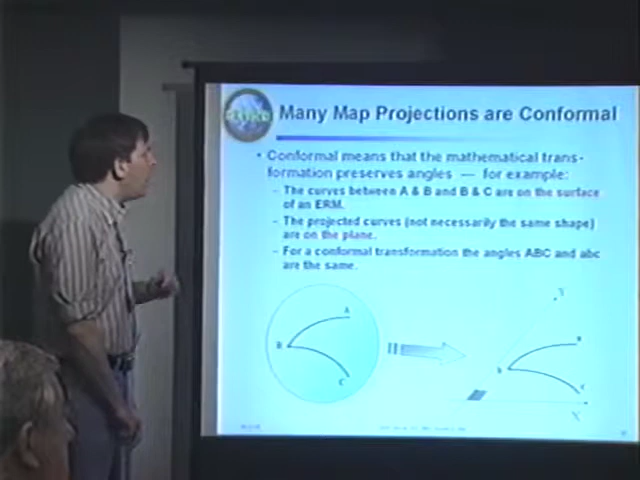 Many Map Projections are Conformal
• Conformal means that the mathematical trans-
formation preserves angles — for example:
– The curves between A & B and B & C are on the surface
of an ERM.
– The projected curves (not necessarily the same shape)
are on the plane.
– For a conformal transformation the angles ABC and abc
are the same.
A
B
C
Y
X